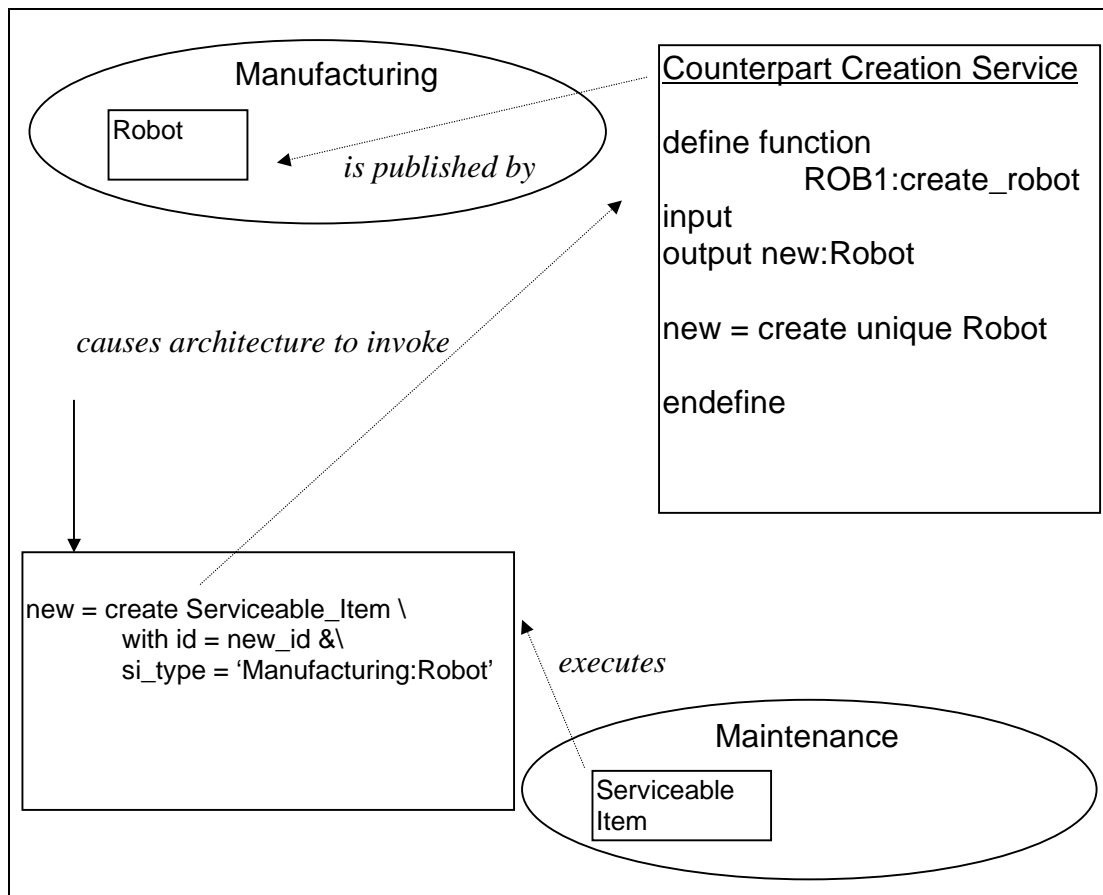 Manufacturing
Robot
is published by
Counterpart Creation Service
define function
ROB1:create_robot
input
output new:Robot
new = create unique Robot
endefine
causes architecture to invoke
new = create Serviceable_Item \
with id = new_id &\
si_type = ‘Manufacturing:Robot’
executes
Maintenance
Serviceable
Item